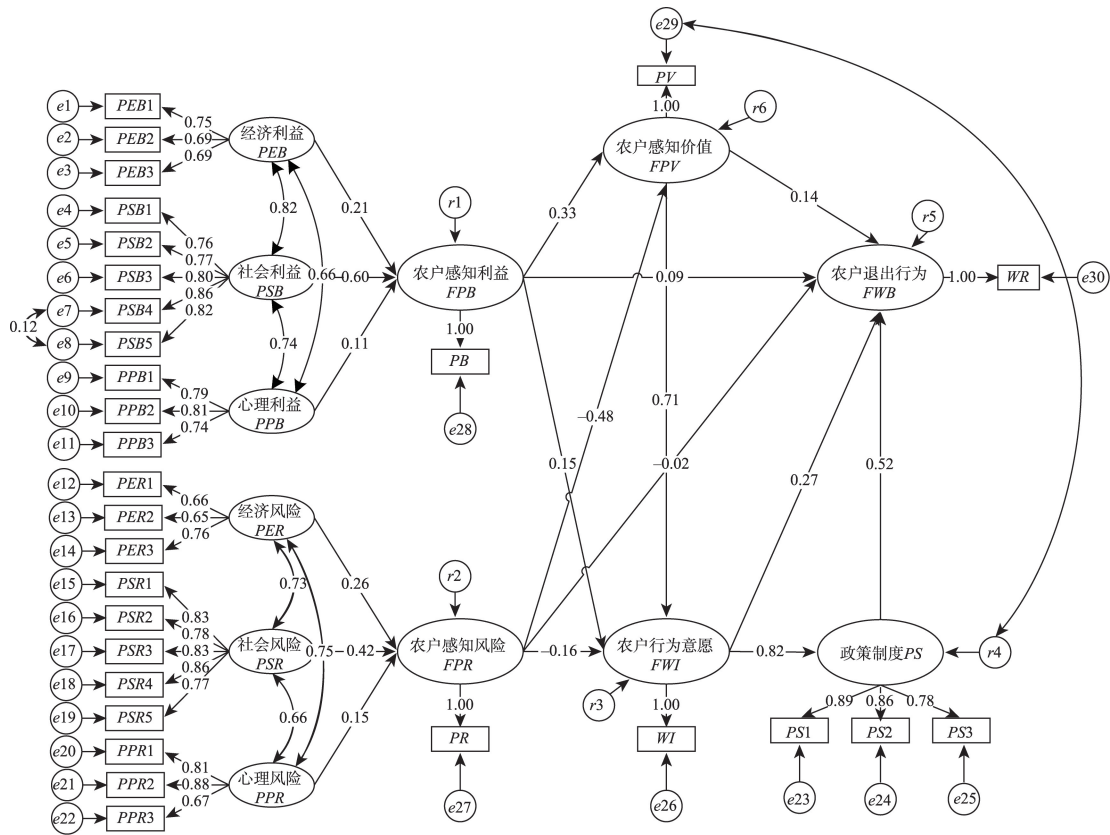 e29
PV
1.00
r6
农户感知价值
FPV
e1
PEB1
0.75
e2
PEB2
0.69
e3
PEB3
0.69
经济利益
PEB
0.82
0.21
e4
PSB1
0.76
e5
PSB2
0.77
e6
PSB3
0.80
e7
PSB4
0.86
e8
PSB5
0.82
0.12
社会利益
PSB
0.66
0.60
0.74
e9
PPB1
0.79
e10
PPB2
0.81
e11
PPB3
0.74
心理利益
PPB
0.11
r1
农户感知利益
FPB
1.00
PB
e28
0.33
0.14
0.09
r5
农户退出行为
FWB
1.00
WR
e30
–0.48
0.71
0.15
–0.02
0.27
0.52
e12
PER1
0.66
e13
PER2
0.65
e14
PER3
0.76
经济风险
PER
0.73
0.26
e15
PSR1
0.83
e16
PSR2
0.78
e17
PSR3
0.83
e18
PSR4
0.86
e19
PSR5
0.77
社会风险
PSR
0.75
0.42
0.66
e20
PPR1
0.81
e21
PPR2
0.88
e22
PPR3
0.67
心理风险
PPR
0.15
r2
农户感知风险
FPR
1.00
PR
e27
–0.16
农户行为意愿
FWI
r3
1.00
WI
e26
0.82
政策制度PS
r4
0.89
0.86
0.78
PS1
PS2
PS3
e23
e24
e25